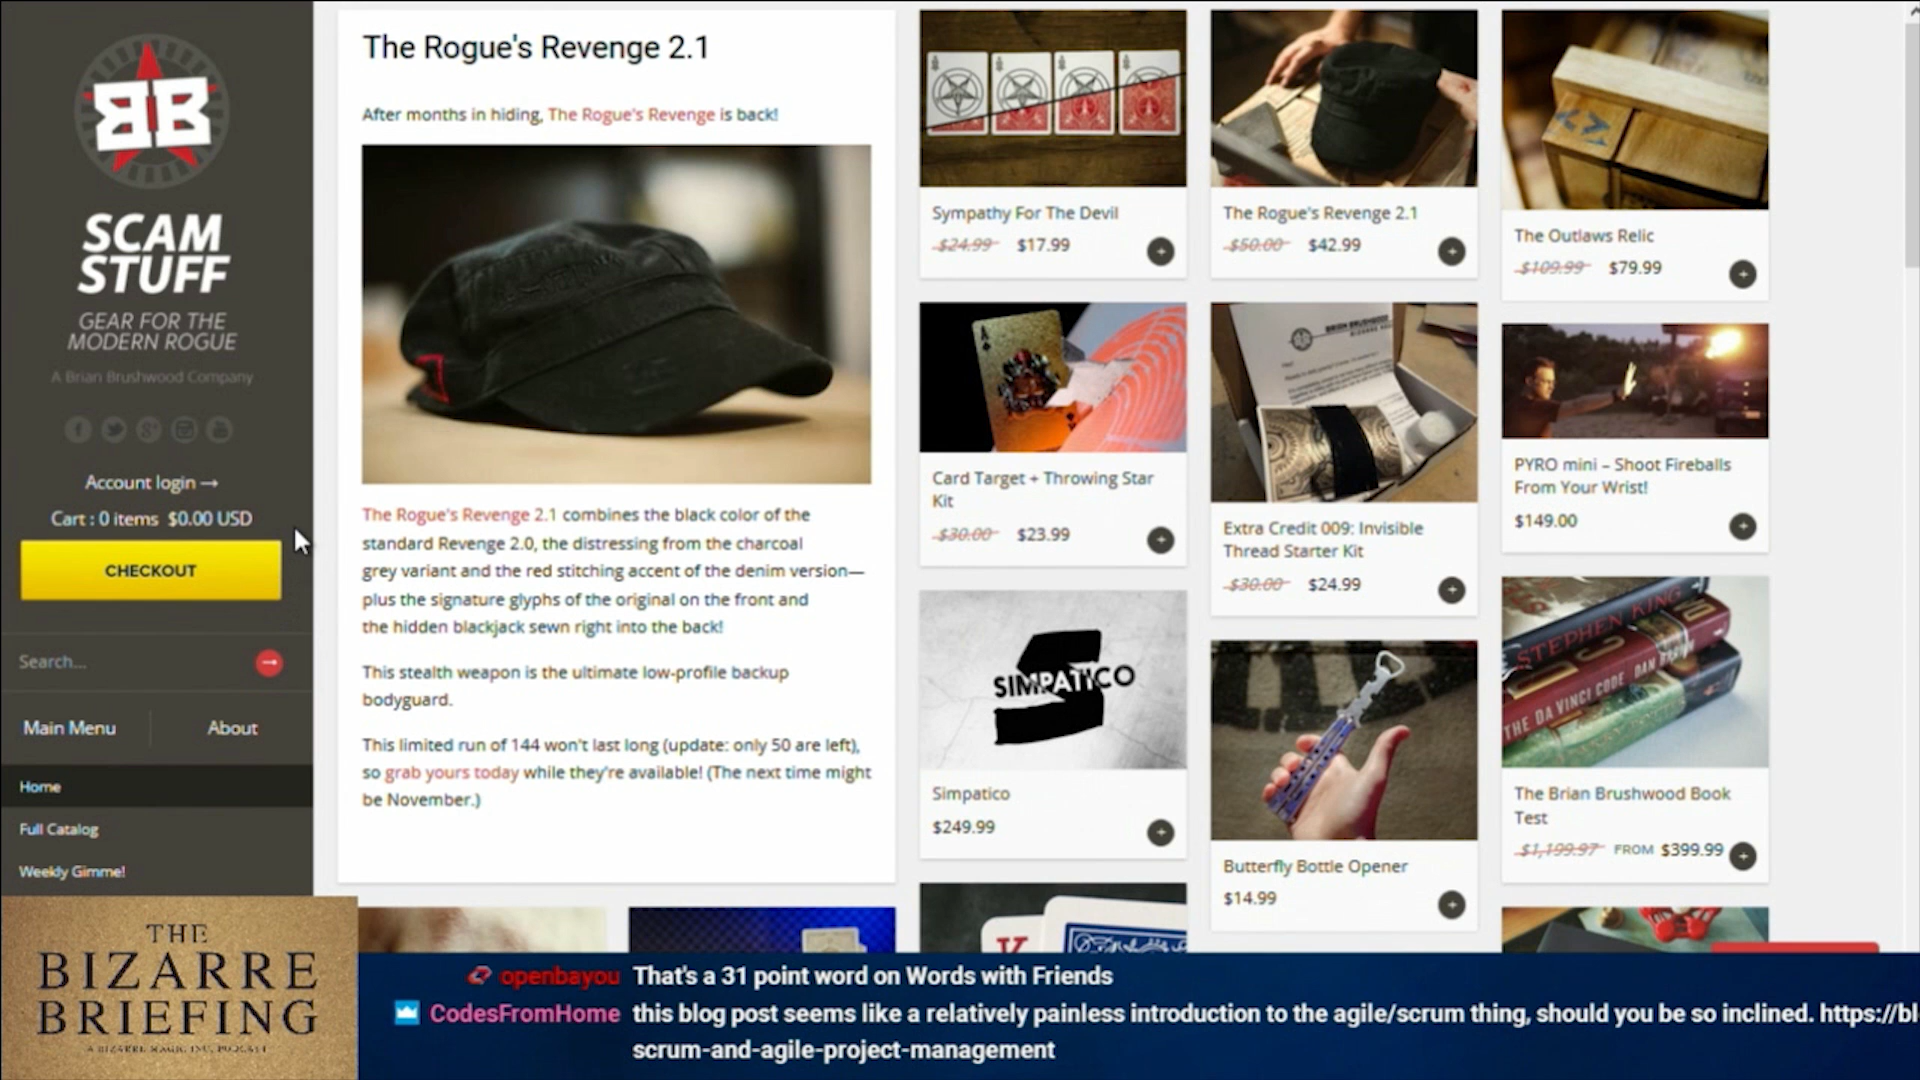 BB
SCAM
STUFF
GEAR FOR THE
MODERN ROGUE
A Brian Brushwood Company
Account login →
Cart : 0 items $0.00 USD
CHECKOUT
Search...
Main Menu
About
Home
Full Catalog
Weekly Gimme!
The Rogue's Revenge 2.1
After months in hiding, The Rogue's Revenge is back!
The Rogue's Revenge 2.1 combines the black color of the
standard Revenge 2.0, the distressing from the charcoal
grey variant and the red stitching accent of the denim version—
plus the signature glyphs of the original on the front and
the hidden blackjack sewn right into the back!
This stealth weapon is the ultimate low-profile backup
bodyguard.
This limited run of 144 won't last long (update: only 50 are left),
so grab yours today while they're available! (The next time might
be November.)
Sympathy For The Devil
$24.99 $17.99
A
Card Target + Throwing Star
Kit
$30.00 $23.99
SIMPATICO
Simpatico
$249.99
K
The Rogue's Revenge 2.1
$50.00 $42.99
BRIAN BRUSHWOOD
Extra Credit 009: Invisible
Thread Starter Kit
$30.00 $24.99
Butterfly Bottle Opener
$14.99
The Outlaws Relic
$109.99 $79.99
PYRO mini – Shoot Fireballs
From Your Wrist!
$149.00
STEPHEN KING
THE DA VINCI CODE DAN BROWN
The Brian Brushwood Book
Test
$1,199.97 FROM $399.99
THE
BIZARRE
BRIEFING
A BIZARRE MAGIC, INC. PODCAST
openbayou That's a 31 point word on Words with Friends
CodesFromHome this blog post seems like a relatively painless introduction to the agile/scrum thing, should you be so inclined. https://bl
scrum-and-agile-project-management